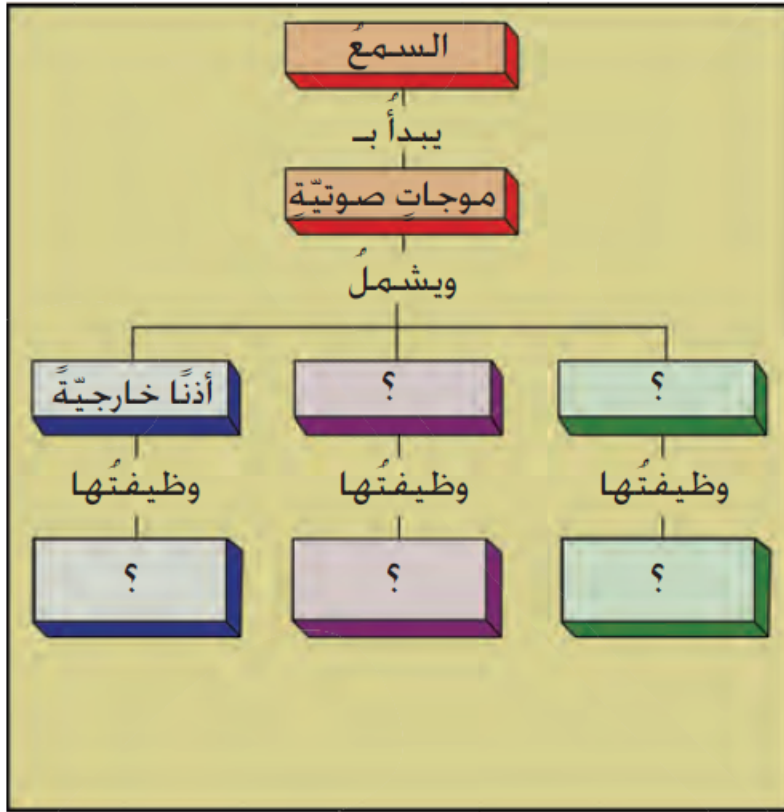 السمعُ
يبدأُ بـ
موجاتٍ صوتيّةٍ
ويشملُ
؟ ؟ أذنًا خارجيّةً
وظيفتُها وظيفتُها وظيفتُها
؟ ؟ ؟